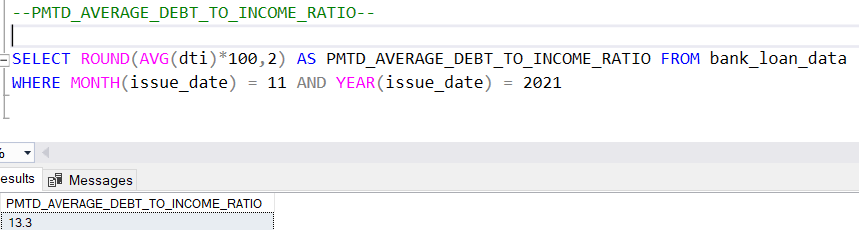 --PMTD_AVERAGE_DEBT_TO_INCOME_RATIO--
SELECT ROUND(AVG(dti)*100,2) AS PMTD_AVERAGE_DEBT_TO_INCOME_RATIO FROM bank_loan_data
WHERE MONTH(issue_date) = 11 AND YEAR(issue_date) = 2021
%
esults Messages
PMTD_AVERAGE_DEBT_TO_INCOME_RATIO
13.3